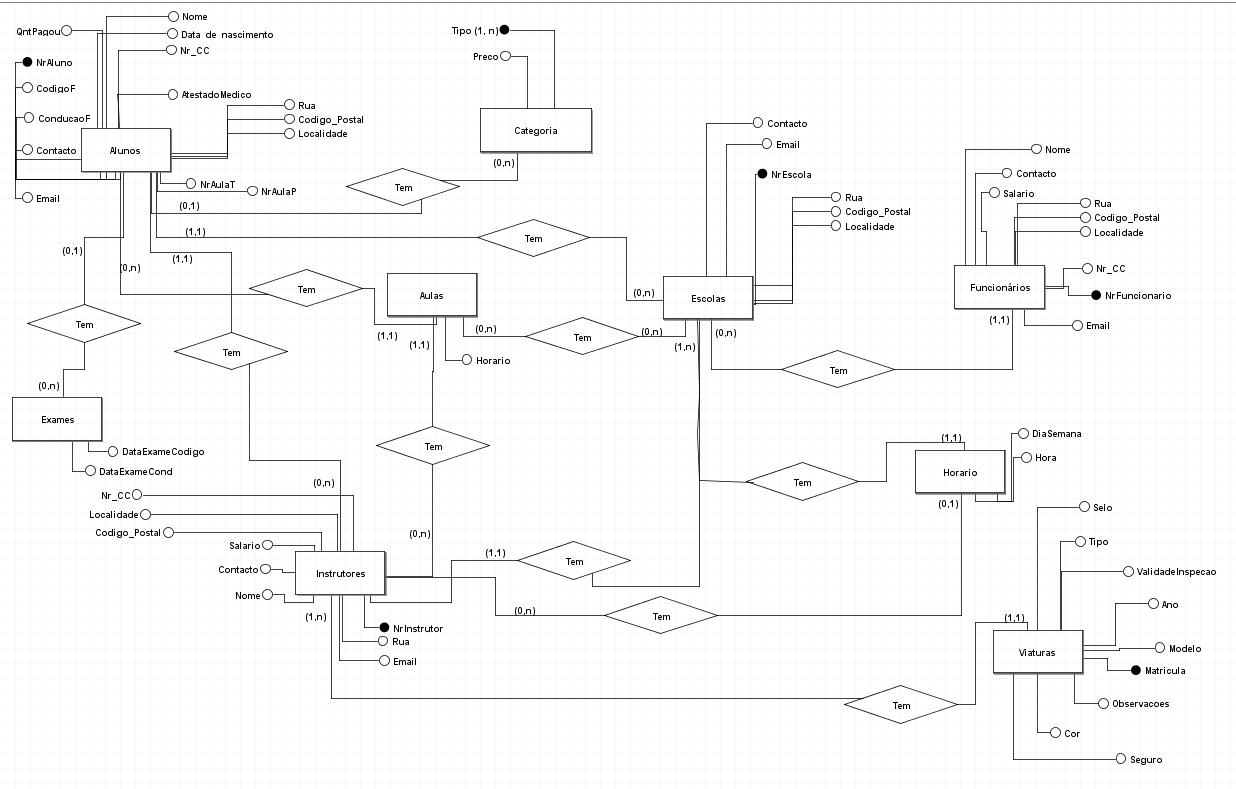 Nome
QntPagou
Data de nascimento
Nr_CC
NrAluno
CodigoF
AtestadoMedico
ConducaoF
Rua
Codigo_Postal
Localidade
Contacto
Alunos
Email
NrAulaT
NrAulaP
(0,1)
(1,1)
(0,1)
(0,n)
(1,1)
Tipo (1, n)
Preco
Categoria
(0,n)
Tem
Tem
(0,n)
Contacto
Email
NrEscola
Rua
Codigo_Postal
Localidade
Escolas
(0,n)
(1,n)
(0,n)
Nome
Contacto
Salario
Rua
Codigo_Postal
Localidade
Nr_CC
Funcionários
NrFuncionario
(1,1)
Email
Tem
Tem
Aulas
(1,1)
(1,1)
(0,n)
Tem
Horario
Tem
Tem
Tem
(0,n)
Exames
DataExameCodigo
DataExameCond
Tem
(0,n)
(0,n)
(1,1)
DiaSemana
Hora
Horario
(0,1)
Tem
Nr_CC
Localidade
Codigo_Postal
Salario
Contacto
Nome
Instrutores
(1,n)
NrInstrutor
Rua
Email
(1,1)
Tem
(0,n)
Tem
Selo
Tipo
ValidadeInspecao
Ano
(1,1)
Viaturas
Modelo
Matricula
Observacoes
Cor
Seguro
Tem